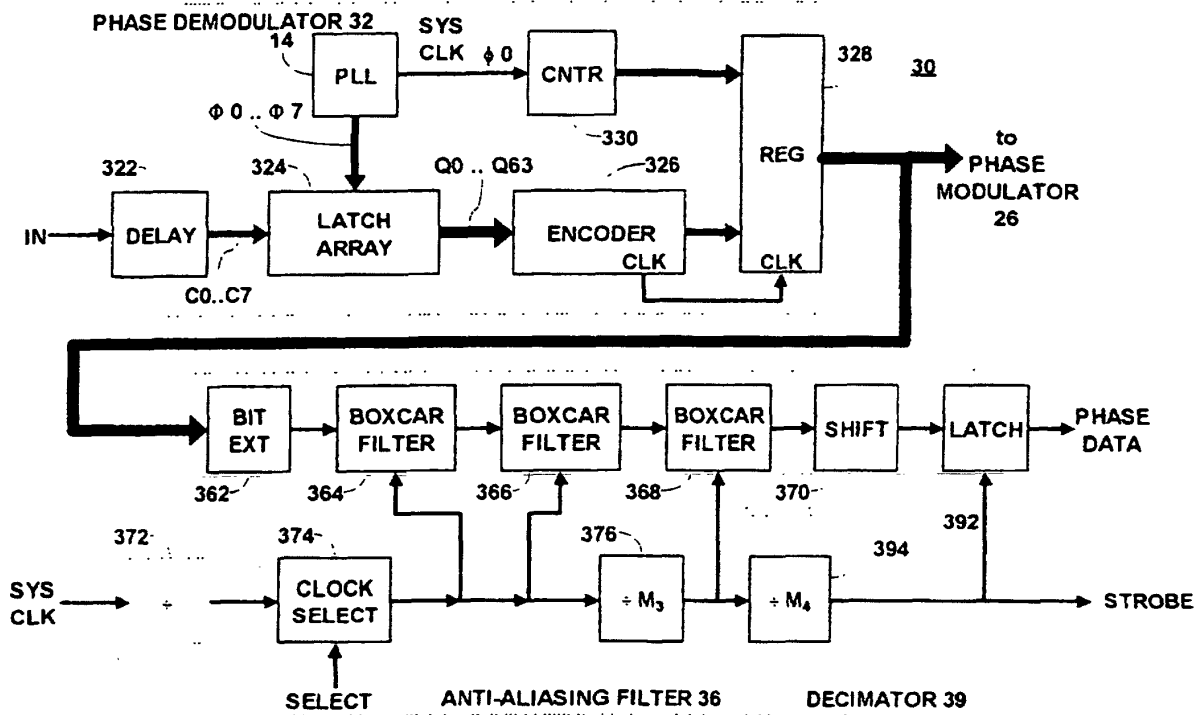 PHASE DEMODULATOR 32
14
PLL
SYS
CLK
ϕ 0
CNTR
330
REG
CLK
328
30
Φ 0 .. Φ 7
322
324
Q0 .. Q63
326
to
PHASE
MODULATOR
26
IN
DELAY
LATCH
ARRAY
ENCODER
CLK
C0..C7
BIT
EXT
BOXCAR
FILTER
BOXCAR
FILTER
BOXCAR
FILTER
SHIFT
LATCH
PHASE
DATA
362
364
366
368
370
392
372
374
376
394
SYS
CLK
÷
CLOCK
SELECT
÷ M₃
÷ M₄
STROBE
SELECT
ANTI-ALIASING FILTER 36
DECIMATOR 39